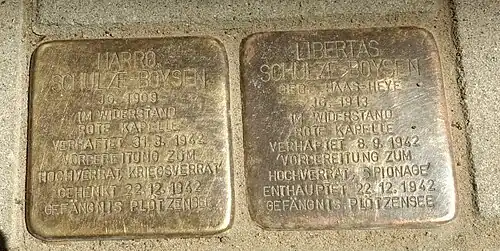 HARRO
SCHULZE-BOYSEN
JG. 1909
IM WIDERSTAND
ROTE KAPELLE
VERHAFTET 31.8. 1942
'VORBEREITUNG ZUM
HOCHVERRAT, KRIEGSVERRAT'
GEHENKT 22.12.1942
GEFÄNGNIS PLÖTZENSEE
LIBERTAS
SCHULZE-BOYSEN
GEB. HAAS-HEYE
JG. 1913
IM WIDERSTAND
ROTE KAPELLE
VERHAFTET 8.9. 1942
'VORBEREITUNG ZUM
HOCHVERRAT, SPIONAGE'
ENTHAUPTET 22.12.1942
GEFÄNGNIS PLÖTZENSEE